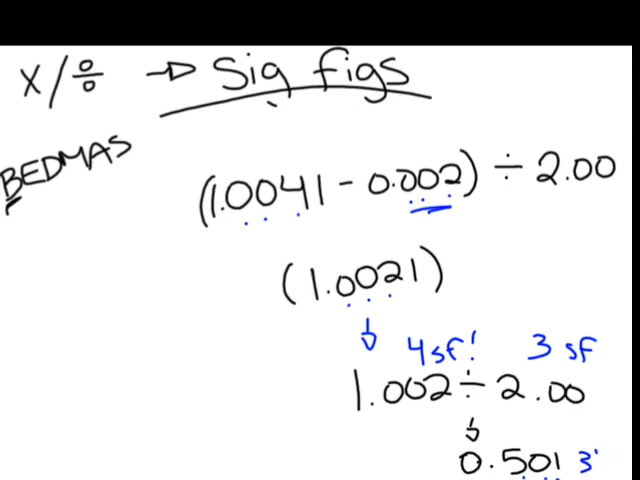 X/÷ → Sig figs
BEDMAS
(1.0041 - 0.002) ÷ 2.00
(1.0021)
4sf! 3 sf
1.002 ÷ 2.00
0.501 3